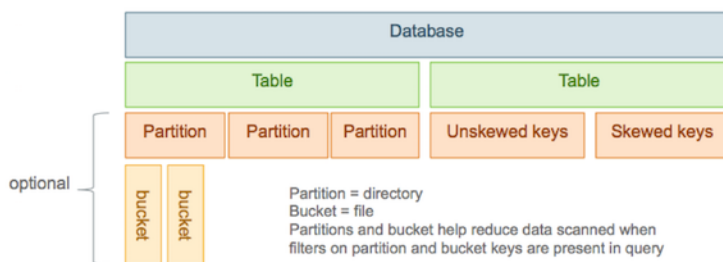 Database
Table
Table
Partition
Partition
Partition
Unskewed keys
Skewed keys
optional
bucket
bucket
Partition = directory
Bucket = file
Partitions and bucket help reduce data scanned when
filters on partition and bucket keys are present in query